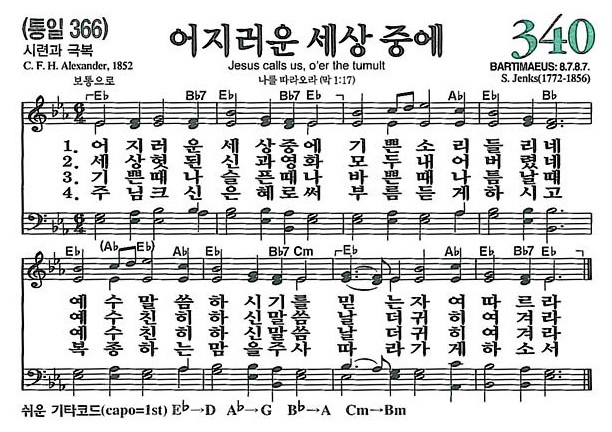 (통일 366)
시련과 극복
어지러운 세상 중에
340
C. F. H. Alexander, 1852
Jesus calls us, o'er the tumult
BARTIMAEUS: 8.7.8.7.
보통으로
나를 따라오라 (막 1:17)
S. Jenks(1772-1856)
E♭ B♭7 E♭ A♭ E♭ B♭7 E♭
1. 어 지 러 운 세 상 중 에 기 쁜 소 리 들 리 네
2. 세 상 헛 된 신 과 영 화 모 두 내 어 버 렸 네
3. 기 쁜 때 나 슬 픈 때 나 바 쁜 때 나 틈 날 때
4. 주 님 크 신 은 혜 로 써 부 름 듣 게 하 시 고
E♭ (A♭ E♭) B♭7 Cm A♭ E♭ B♭7 E♭
예 수 말 씀 하 시 기 를 믿 는 자 여 따 르 라
예 수 친 히 하 신 말 씀 날 더 귀 히 여 겨 라
예 수 친 히 하 신 말 씀 날 더 귀 히 여 겨 라
복 종 하 는 맘 을 주 사 따 라 가 게 하 소 서
쉬운 기타코드(capo=1st) E♭→D A♭→G B♭→A Cm→Bm